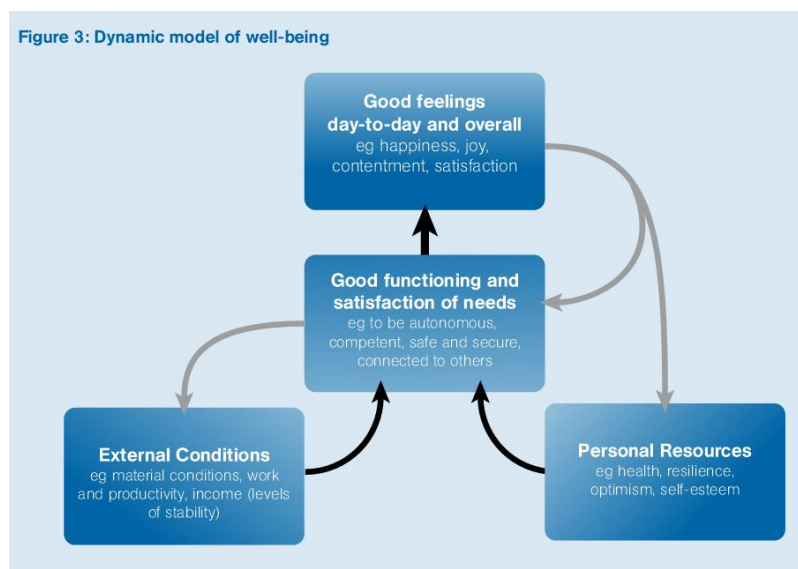 Figure 3: Dynamic model of well-being
Good feelings
day-to-day and overall
eg happiness, joy,
contentment, satisfaction
Good functioning and
satisfaction of needs
eg to be autonomous,
competent, safe and secure,
connected to others
External Conditions
eg material conditions, work
and productivity, income (levels
of stability)
Personal Resources
eg health, resilience,
optimism, self-esteem